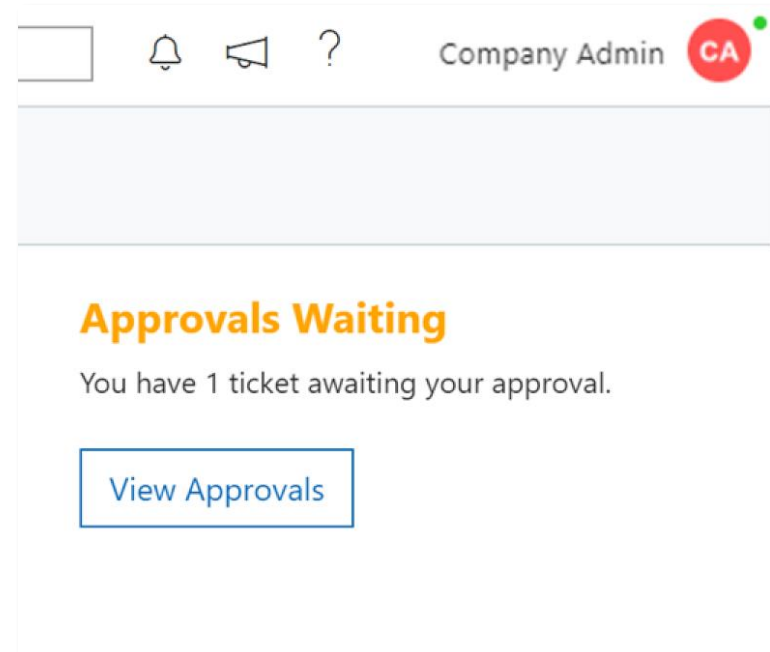 Company Admin CA
Approvals Waiting
You have 1 ticket awaiting your approval.
View Approvals